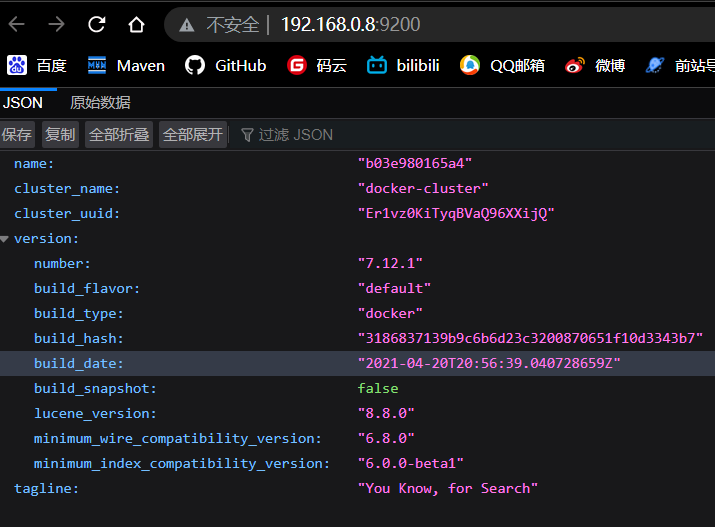 不安全 192.168.0.8:9200
百度 Maven GitHub 码云 bilibili QQ邮箱 微博 前站导
JSON 原始数据
保存 复制 全部折叠 全部展开 过滤 JSON
name: "b03e980165a4"
cluster_name: "docker-cluster"
cluster_uuid: "Er1vz0KiTyqBVaQ96XXijQ"
version:
number: "7.12.1"
build_flavor: "default"
build_type: "docker"
build_hash: "3186837139b9c6b6d23c3200870651f10d3343b7"
build_date: "2021-04-20T20:56:39.040728659Z"
build_snapshot: false
lucene_version: "8.8.0"
minimum_wire_compatibility_version: "6.8.0"
minimum_index_compatibility_version: "6.0.0-beta1"
tagline: "You Know, for Search"